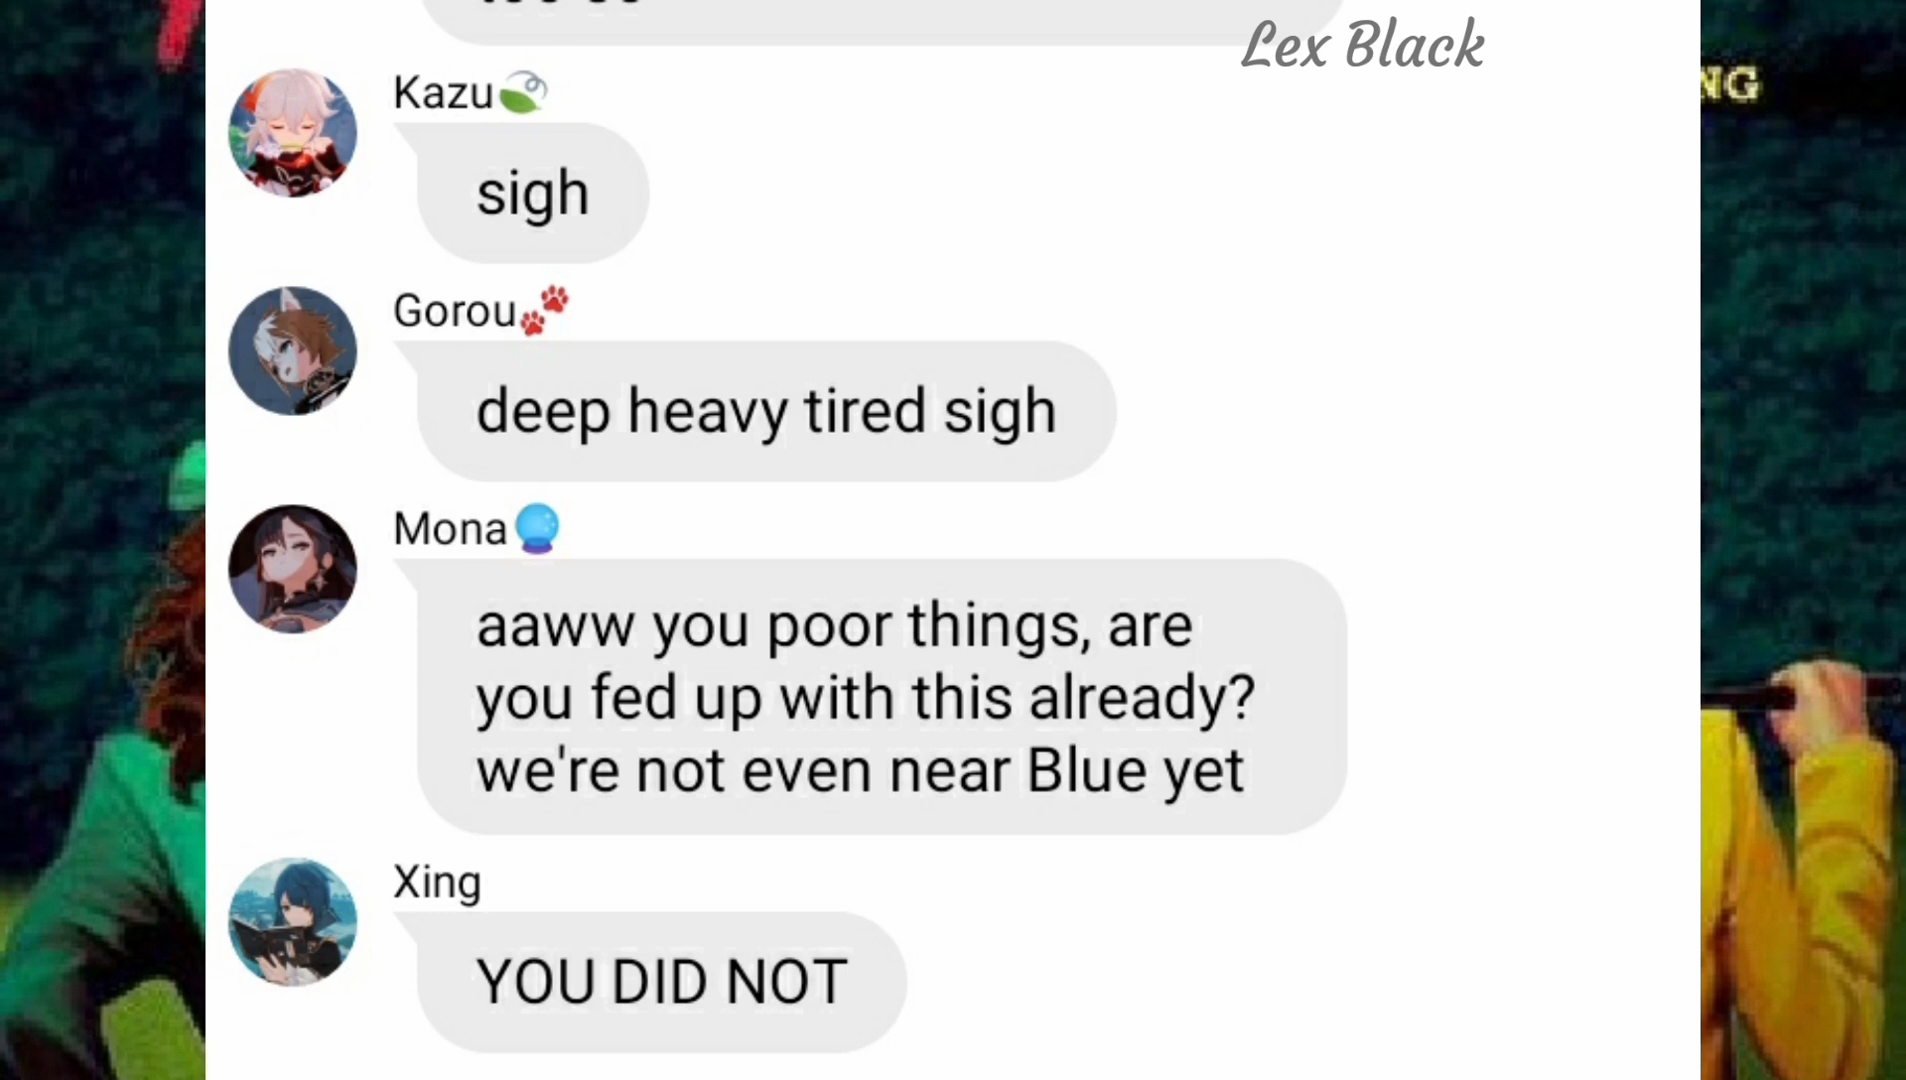 Lex Black
NG
Kazu
sigh
Gorou
deep heavy tired sigh
Mona
aaww you poor things, are
you fed up with this already?
we're not even near Blue yet
Xing
YOU DID NOT